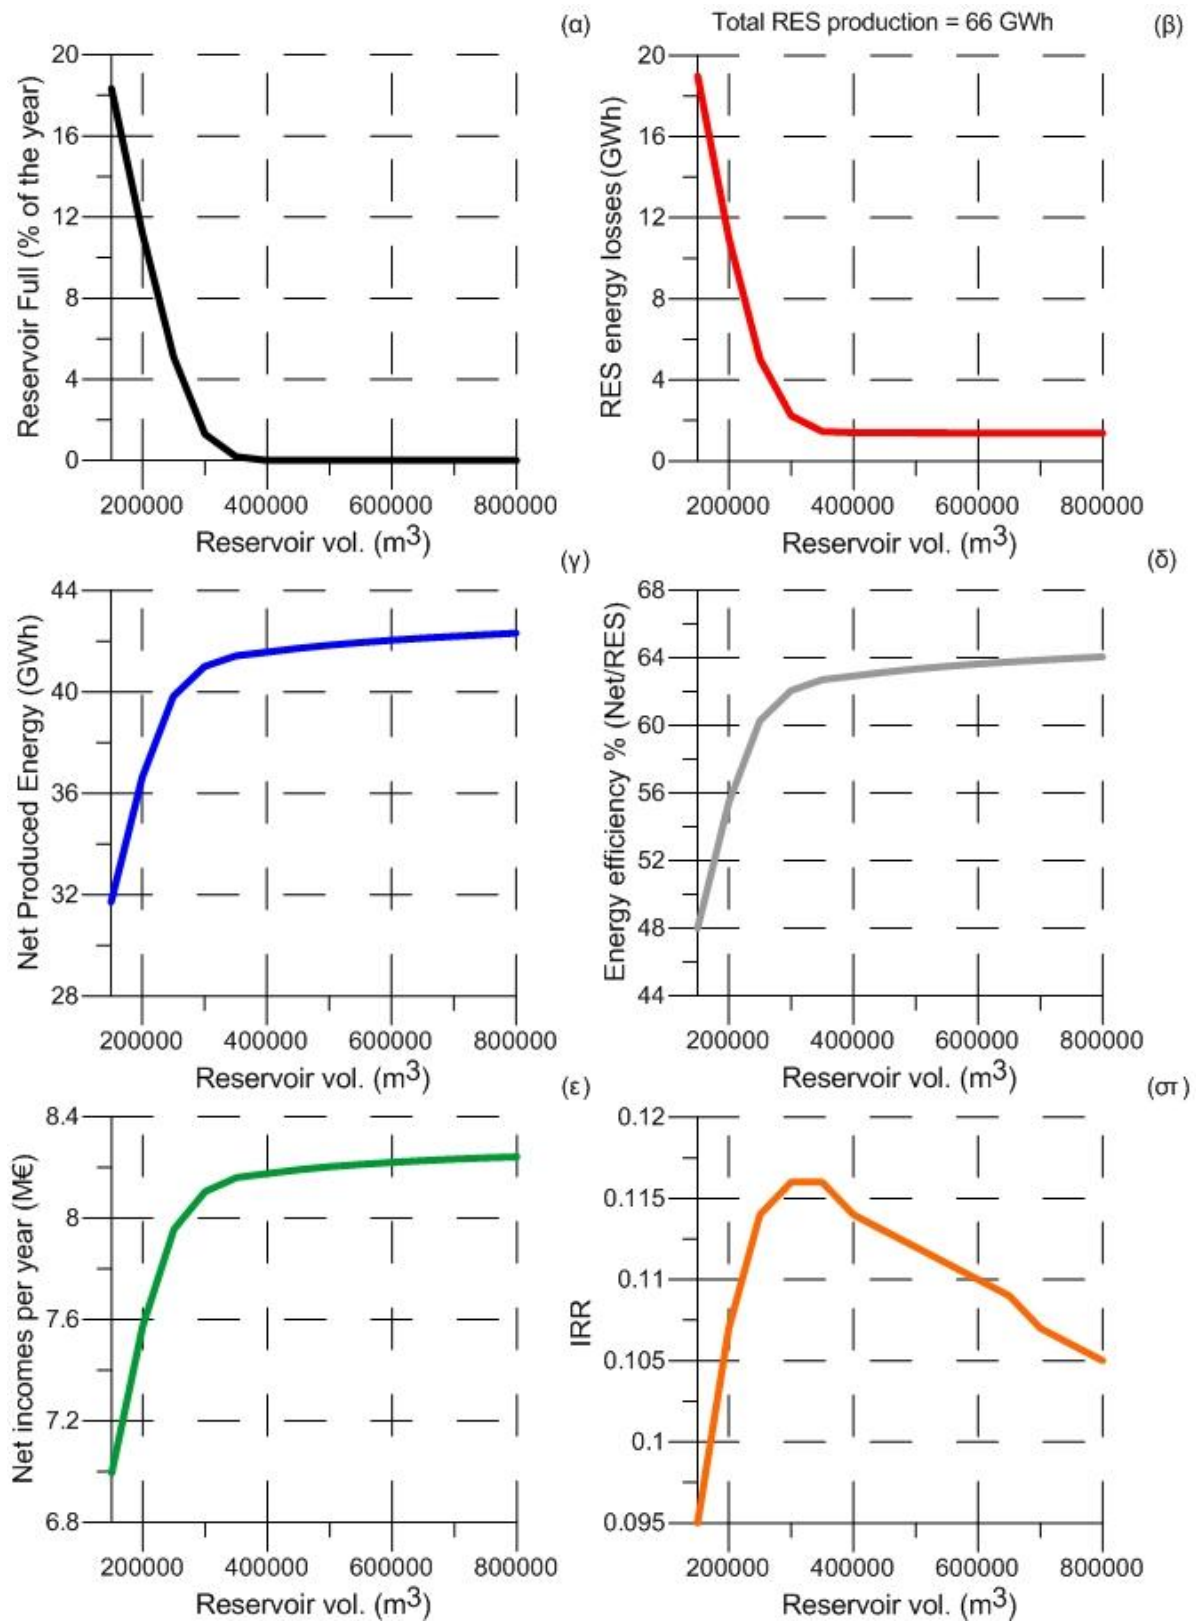 (α)
Reservoir Full (% of the year)
20
16
12
8
4
0
200000 400000 600000 800000
Reservoir vol. (m³)
Total RES production = 66 GWh
(β)
RES energy losses(GWh)
20
16
12
8
4
0
200000 400000 600000 800000
Reservoir vol. (m³)
(γ)
Net Produced Energy (GWh)
44
40
36
32
28
200000 400000 600000 800000
Reservoir vol. (m³)
(δ)
Energy efficiency % (Net/RES)
68
64
60
56
52
48
44
200000 400000 600000 800000
Reservoir vol. (m³)
(ε)
Net incomes per year (M€)
8.4
8
7.6
7.2
6.8
200000 400000 600000 800000
Reservoir vol. (m³)
(στ)
IRR
0.12
0.115
0.11
0.105
0.1
0.095
200000 400000 600000 800000
Reservoir vol. (m³)